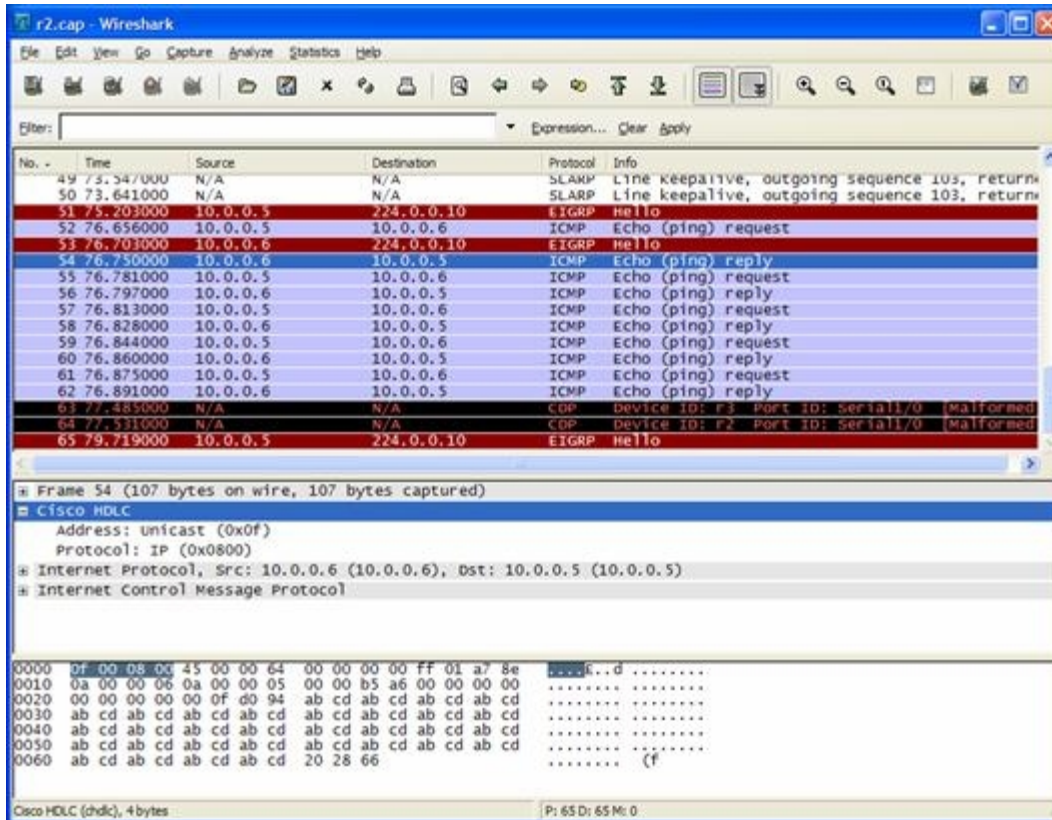 r2.cap - Wireshark
File Edit View Go Capture Analyze Statistics Help
Filter: Expression... Clear Apply
No. - Time Source Destination Protocol Info
49 73.547000 N/A N/A SLARP Line keepalive, outgoing sequence 103, returne
50 73.641000 N/A N/A SLARP Line keepalive, outgoing sequence 103, returne
51 75.203000 10.0.0.5 224.0.0.10 EIGRP Hello
52 76.656000 10.0.0.5 10.0.0.6 ICMP Echo (ping) request
53 76.703000 10.0.0.6 224.0.0.10 EIGRP Hello
54 76.750000 10.0.0.6 10.0.0.5 ICMP Echo (ping) reply
55 76.781000 10.0.0.5 10.0.0.6 ICMP Echo (ping) request
56 76.797000 10.0.0.6 10.0.0.5 ICMP Echo (ping) reply
57 76.813000 10.0.0.5 10.0.0.6 ICMP Echo (ping) request
58 76.828000 10.0.0.6 10.0.0.5 ICMP Echo (ping) reply
59 76.844000 10.0.0.5 10.0.0.6 ICMP Echo (ping) request
60 76.860000 10.0.0.6 10.0.0.5 ICMP Echo (ping) reply
61 76.875000 10.0.0.5 10.0.0.6 ICMP Echo (ping) request
62 76.891000 10.0.0.6 10.0.0.5 ICMP Echo (ping) reply
63 77.485000 N/A N/A CDP Device ID: r3 Port ID: Serial1/0 [Malformed
64 77.531000 N/A N/A CDP Device ID: r2 Port ID: Serial1/0 [Malformed
65 79.719000 10.0.0.5 224.0.0.10 EIGRP Hello
Frame 54 (107 bytes on wire, 107 bytes captured)
Cisco HDLC
Address: Unicast (0x0f)
Protocol: IP (0x0800)
Internet Protocol, Src: 10.0.0.6 (10.0.0.6), Dst: 10.0.0.5 (10.0.0.5)
Internet Control Message Protocol
0000 0f 00 08 00 45 00 00 64 00 00 00 00 ff 01 a7 8e ....E..d ........
0010 0a 00 00 06 0a 00 00 05 00 00 b5 a6 00 00 00 00 ........ ........
0020 00 00 00 00 00 0f d0 94 ab cd ab cd ab cd ab cd ........ ........
0030 ab cd ab cd ab cd ab cd ab cd ab cd ab cd ab cd ........ ........
0040 ab cd ab cd ab cd ab cd ab cd ab cd ab cd ab cd ........ ........
0050 ab cd ab cd ab cd ab cd ab cd ab cd ab cd ab cd ........ ........
0060 ab cd ab cd ab cd ab cd 20 28 66 ........ (f
Cisco HDLC (chdlc), 4 bytes P: 65 D: 65 M: 0